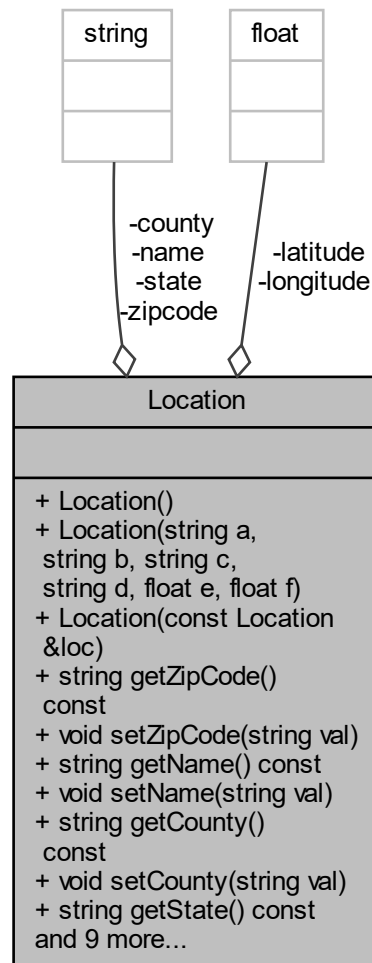 string
float
-county
-name
-state
-zipcode
-latitude
-longitude
Location
+ Location()
+ Location(string a,
string b, string c,
string d, float e, float f)
+ Location(const Location
&loc)
+ string getZipCode()
const
+ void setZipCode(string val)
+ string getName() const
+ void setName(string val)
+ string getCounty()
const
+ void setCounty(string val)
+ string getState() const
and 9 more...